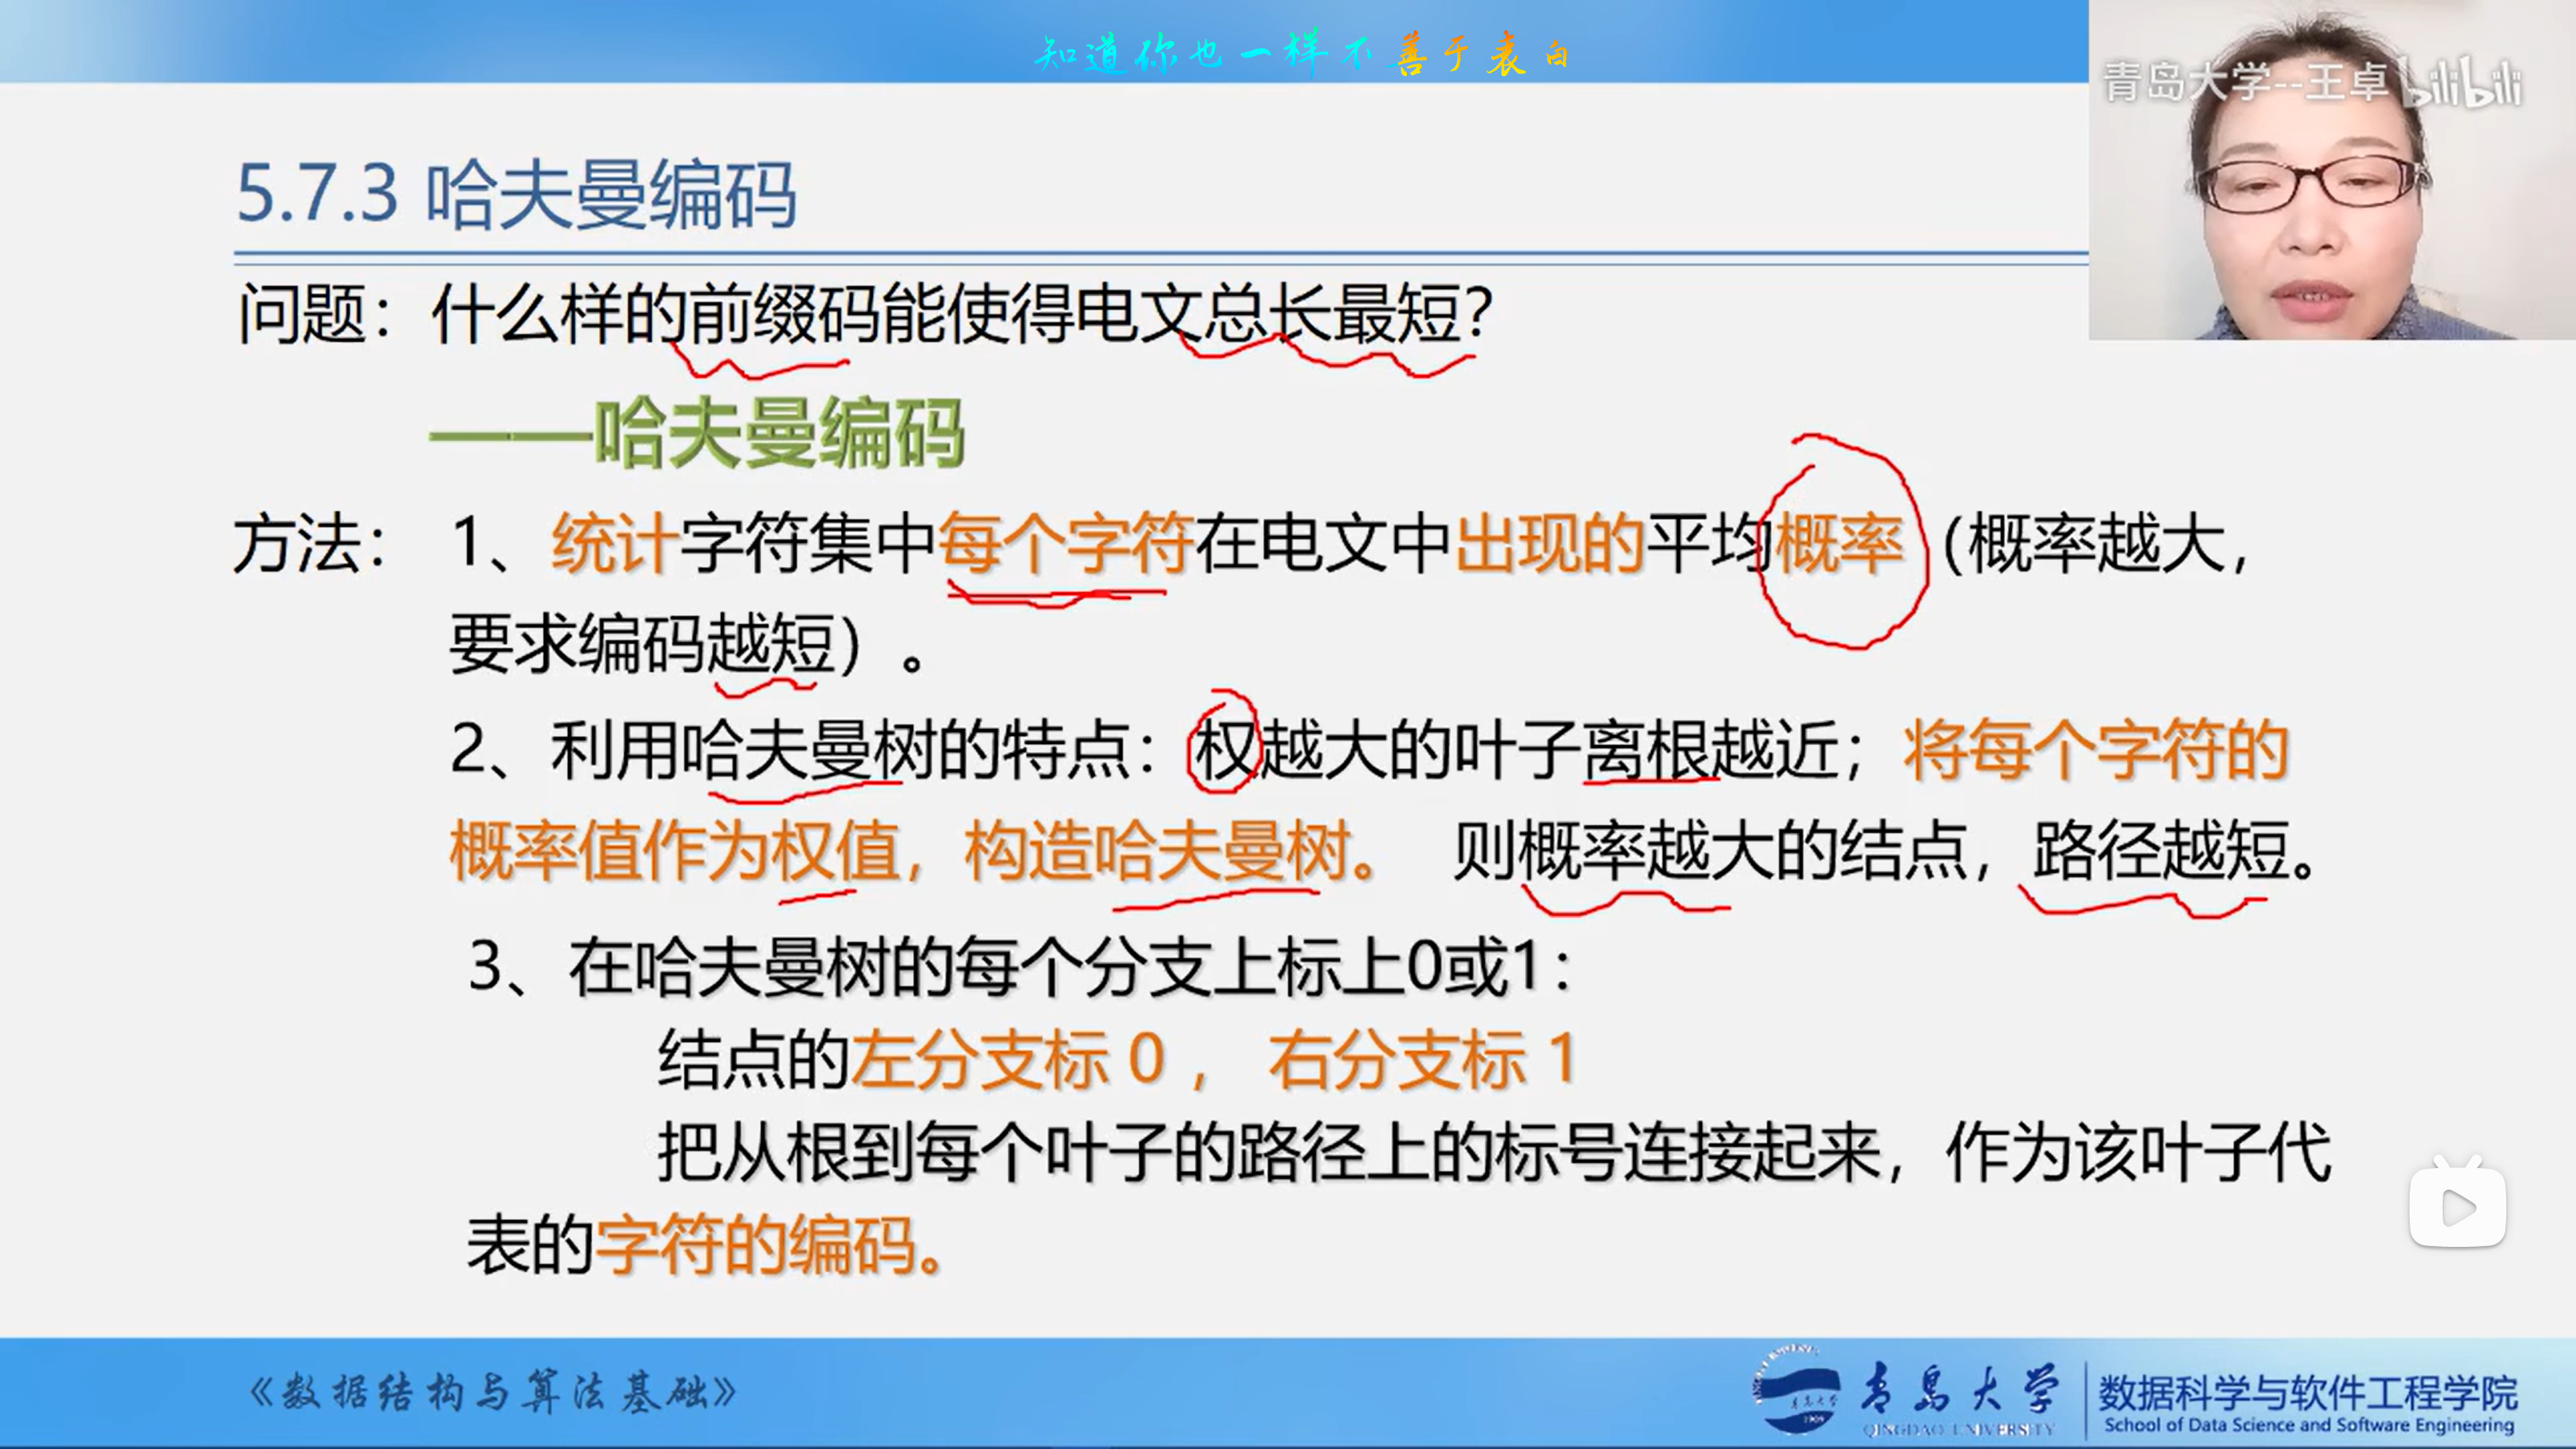 知道你也一样不善于表白
青岛大学--王卓 bilibili
5.7.3 哈夫曼编码
问题：什么样的前缀码能使得电文总长最短？
——哈夫曼编码
方法：1、统计字符集中每个字符在电文中出现的平均概率（概率越大，
要求编码越短）。
2、利用哈夫曼树的特点：权越大的叶子离根越近；将每个字符的
概率值作为权值，构造哈夫曼树。 则概率越大的结点，路径越短。
3、在哈夫曼树的每个分支上标上0或1：
结点的左分支标 0 ， 右分支标 1
把从根到每个叶子的路径上的标号连接起来，作为该叶子代
表的字符的编码。
《数据结构与算法基础》
青岛大学
QINGDAO UNIVERSITY
数据科学与软件工程学院
School of Data Science and Software Engineering